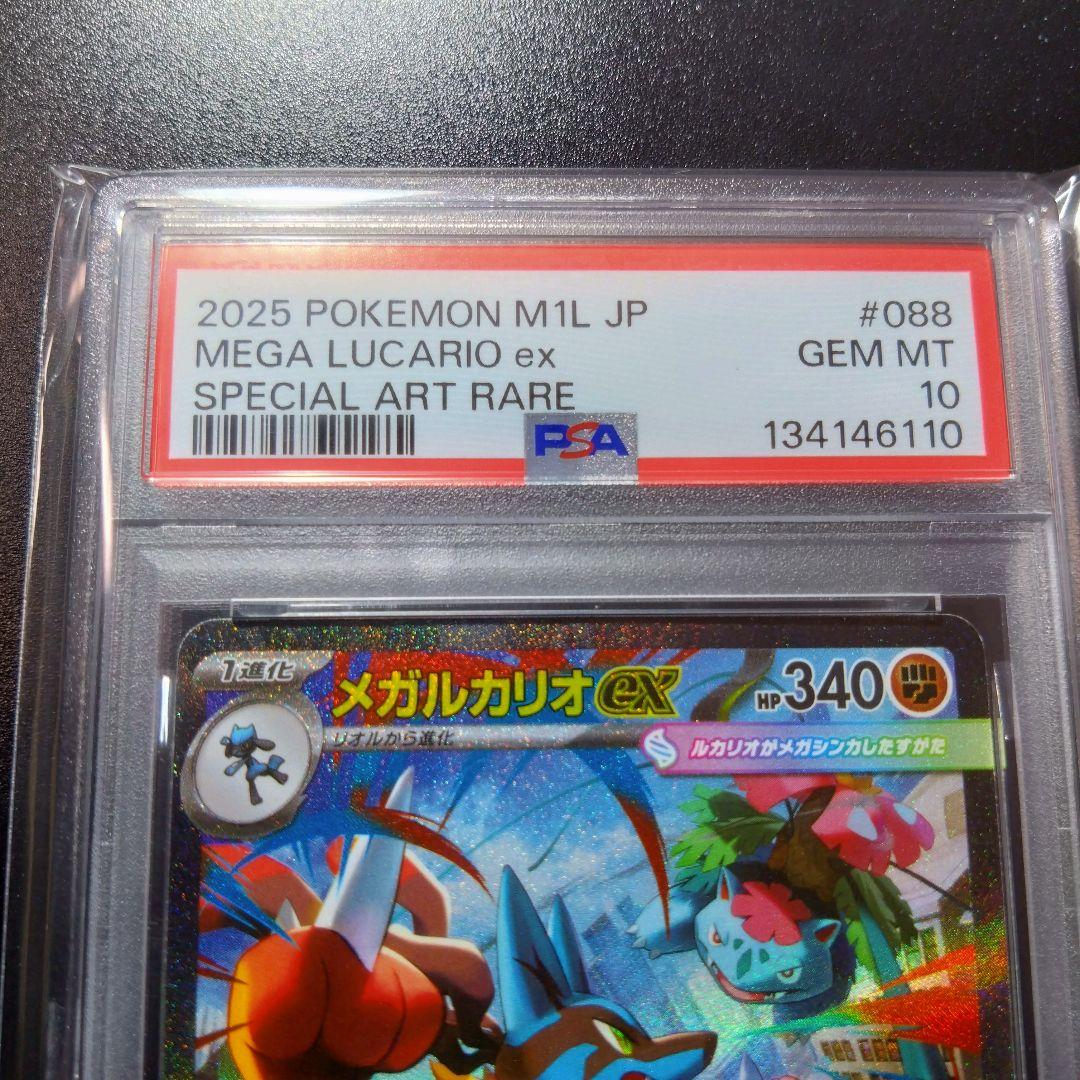 2025 POKEMON M1L JP #088
MEGA LUCARIO ex GEM MT
SPECIAL ART RARE 10
PSA 134146110
1進化 メガルカリオex HP340
リオルから進化
ルカリオがメガシンカしたすがた